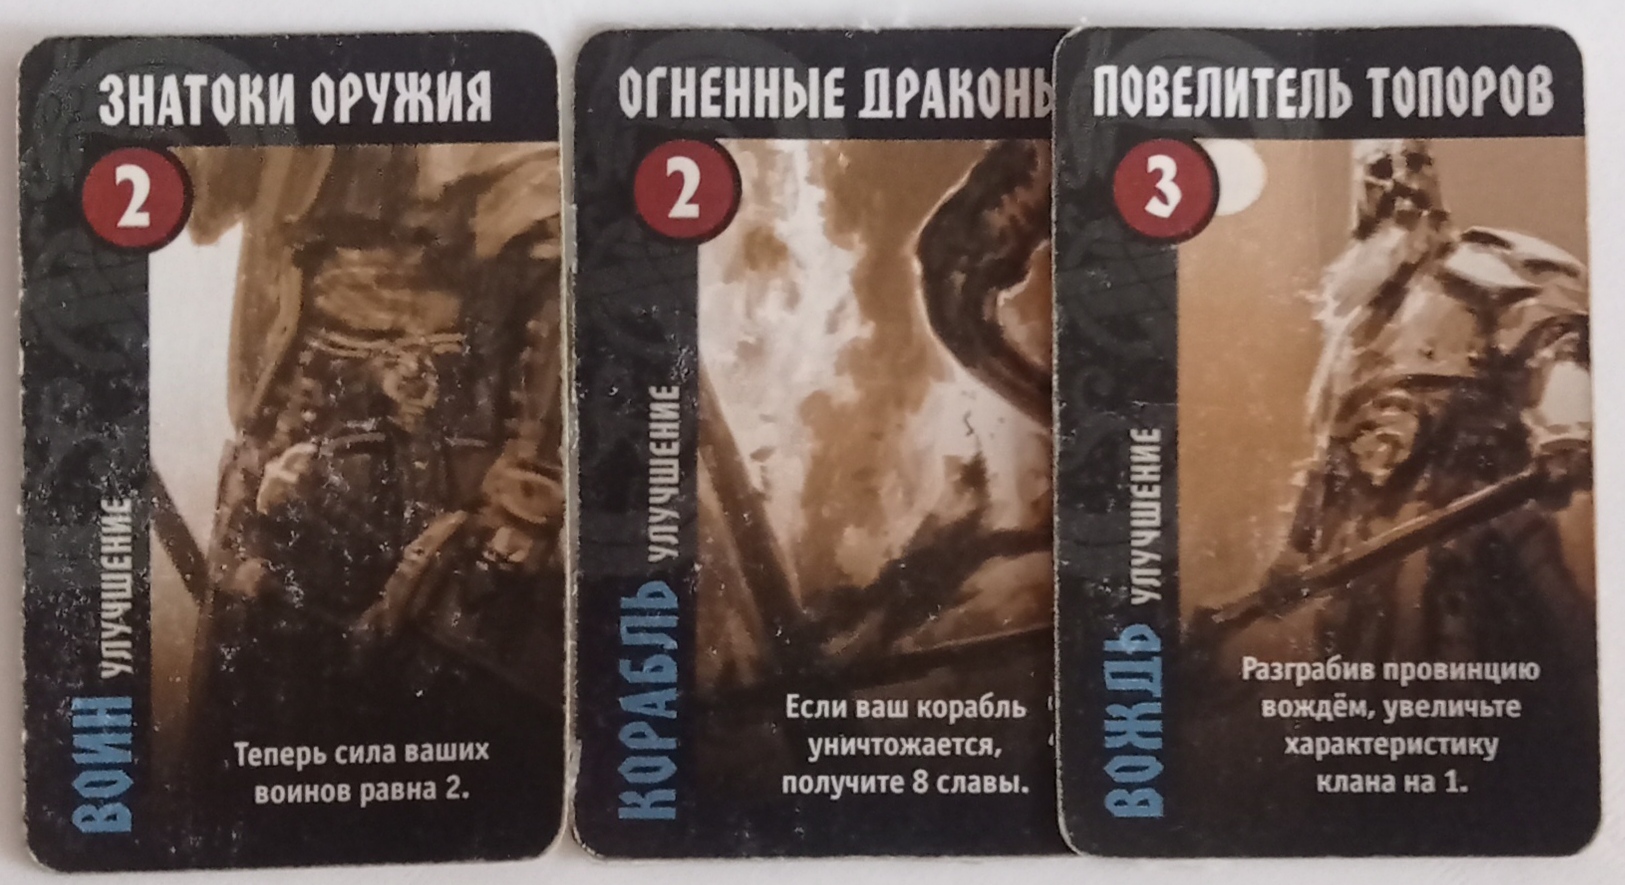 ЗНАТОКИ ОРУЖИЯ
2
ВОИН УЛУЧШЕНИЕ
Теперь сила ваших
воинов равна 2.
ОГНЕННЫЕ ДРАКОНЫ
2
КОРАБЛЬ УЛУЧШЕНИЕ
Если ваш корабль
уничтожается,
получите 8 славы.
ПОВЕЛИТЕЛЬ ТОПОРОВ
3
ВОЖДЬ УЛУЧШЕНИЕ
Разграбив провинцию
вождём, увеличьте
характеристику
клана на 1.